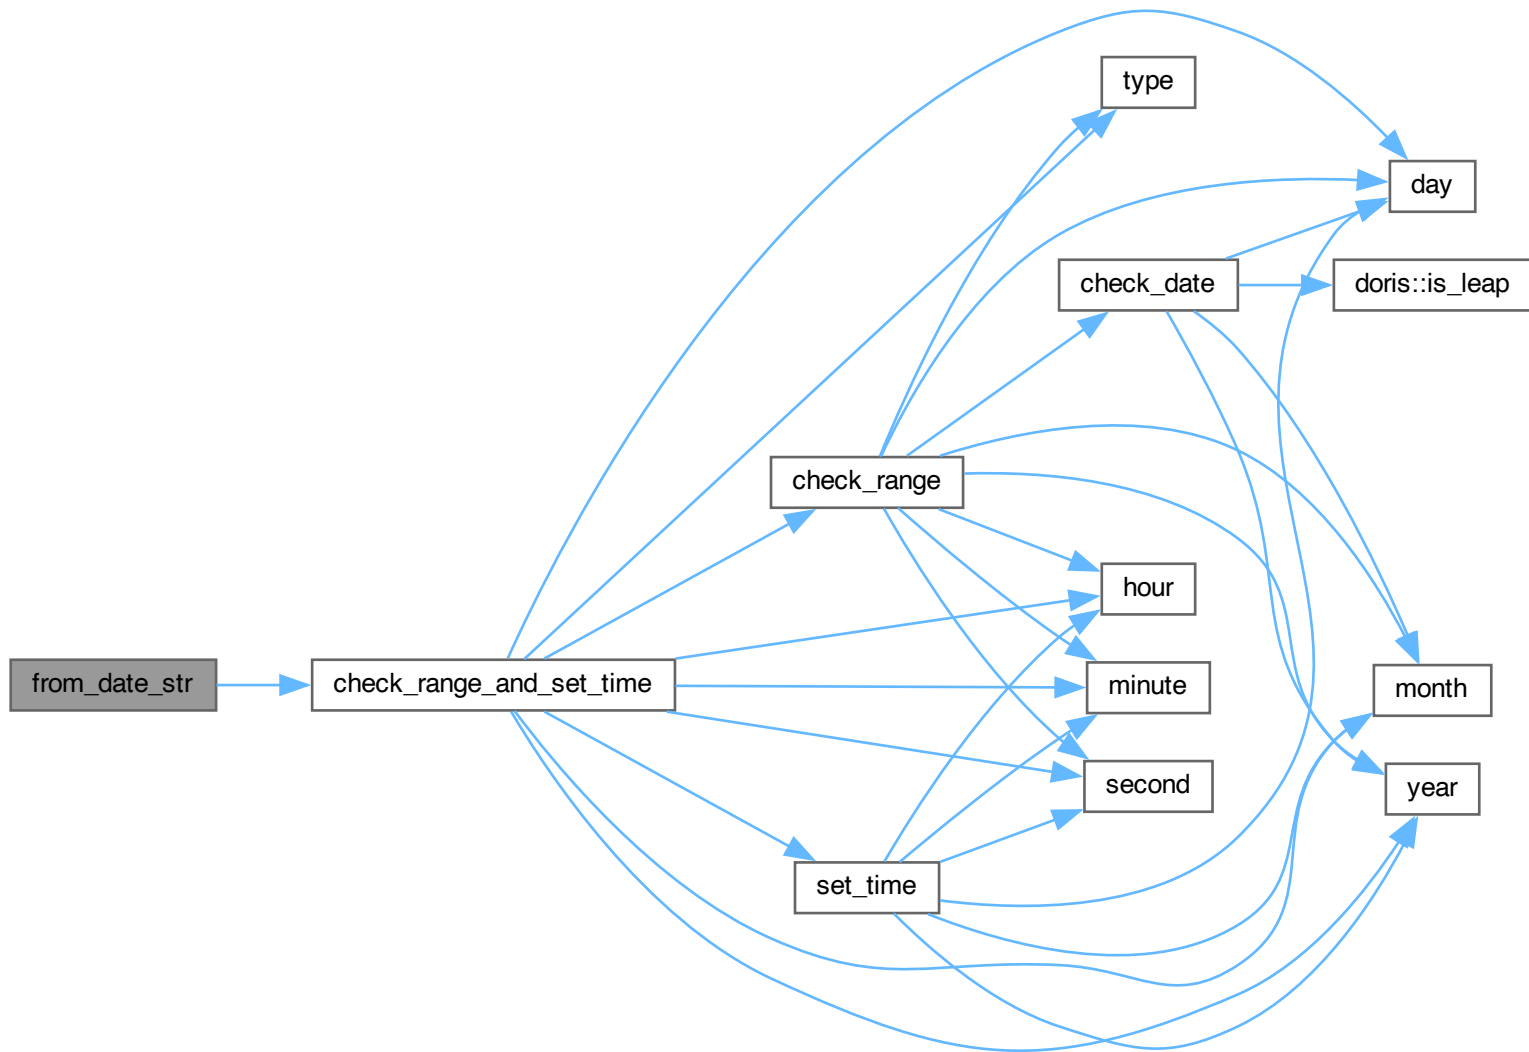 type
day
check_date
doris::is_leap
check_range
hour
from_date_str
check_range_and_set_time
minute
month
second
year
set_time